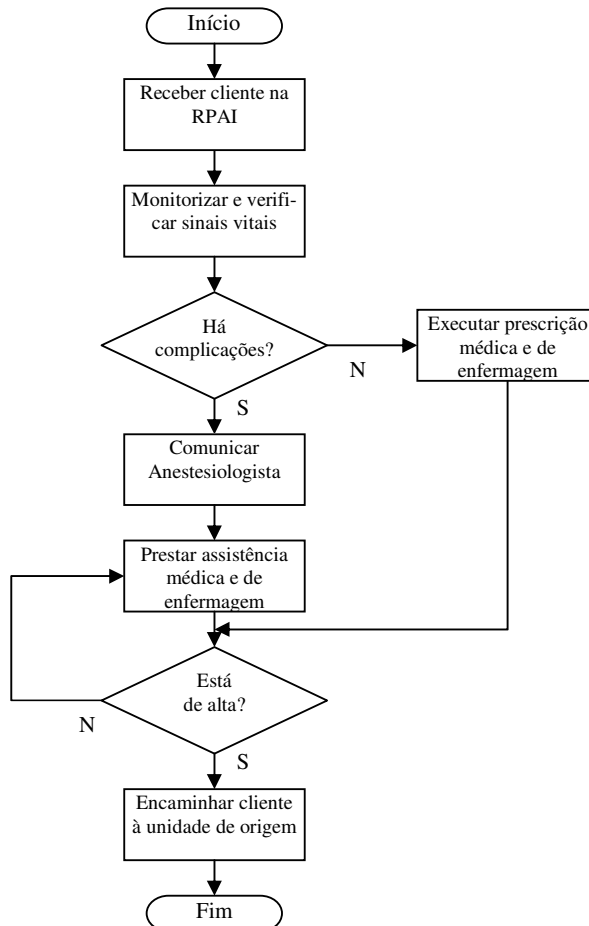 Início
Receber cliente na
RPAI
Monitorizar e verifi-
car sinais vitais
Há
complicações?
N
Executar prescrição
médica e de
enfermagem
S
Comunicar
Anestesiologista
Prestar assistência
médica e de
enfermagem
Está
de alta?
N
S
Encaminhar cliente
à unidade de origem
Fim